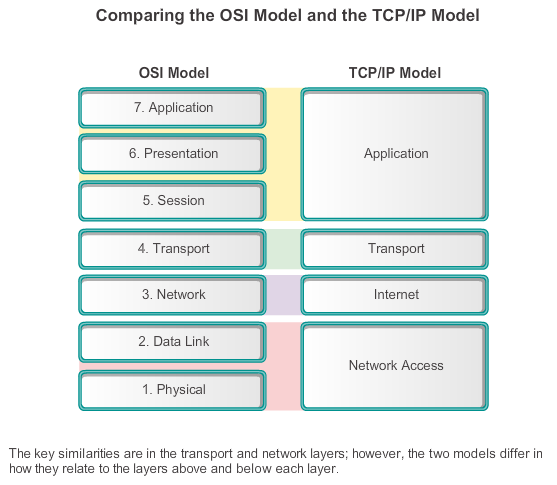 Comparing the OSI Model and the TCP/IP Model
OSI Model
TCP/IP Model
7. Application
6. Presentation
5. Session
Application
4. Transport
Transport
3. Network
Internet
2. Data Link
1. Physical
Network Access
The key similarities are in the transport and network layers; however, the two models differ in
how they relate to the layers above and below each layer.